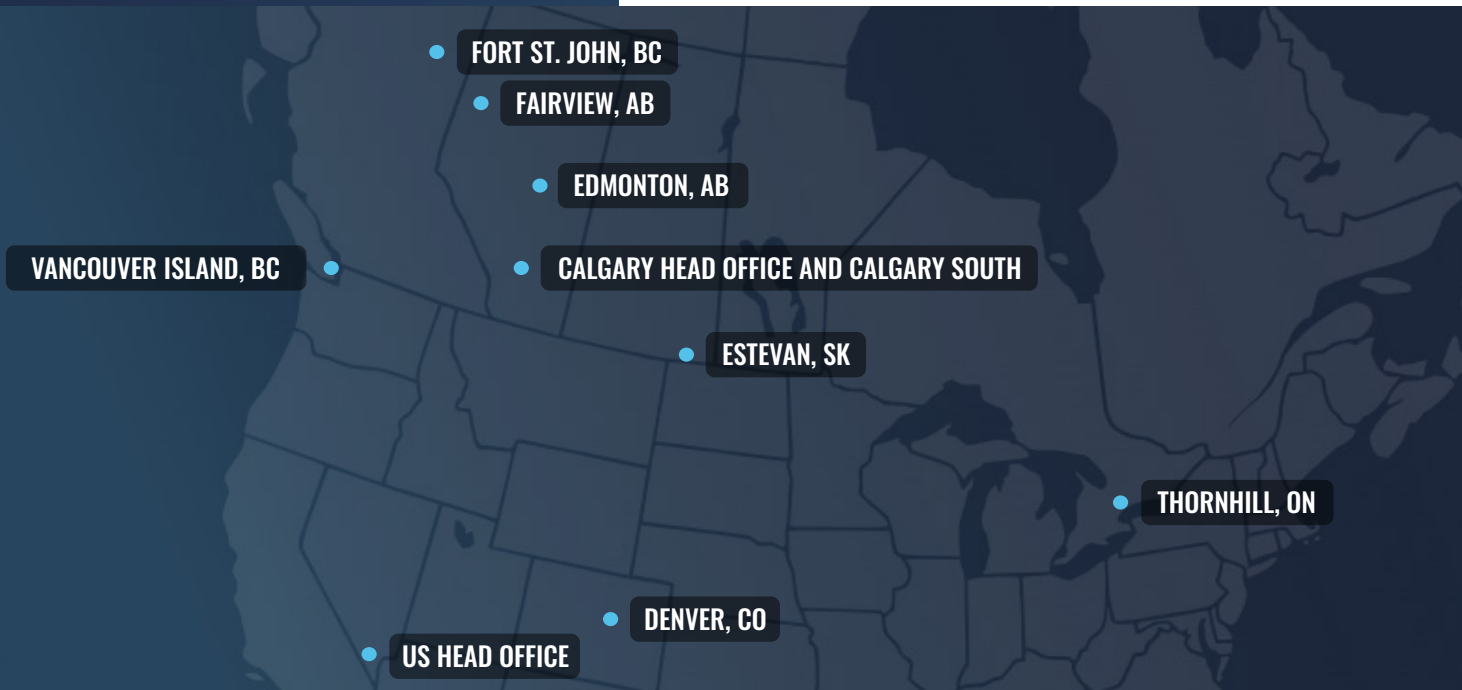 FORT ST. JOHN, BC
FAIRVIEW, AB
EDMONTON, AB
VANCOUVER ISLAND, BC
CALGARY HEAD OFFICE AND CALGARY SOUTH
ESTEVAN, SK
THORNHILL, ON
DENVER, CO
US HEAD OFFICE